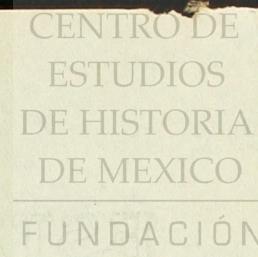 CENTRO DE
ESTUDIOS
DE HISTORIA
DE MEXICO
FUNDACIÓN